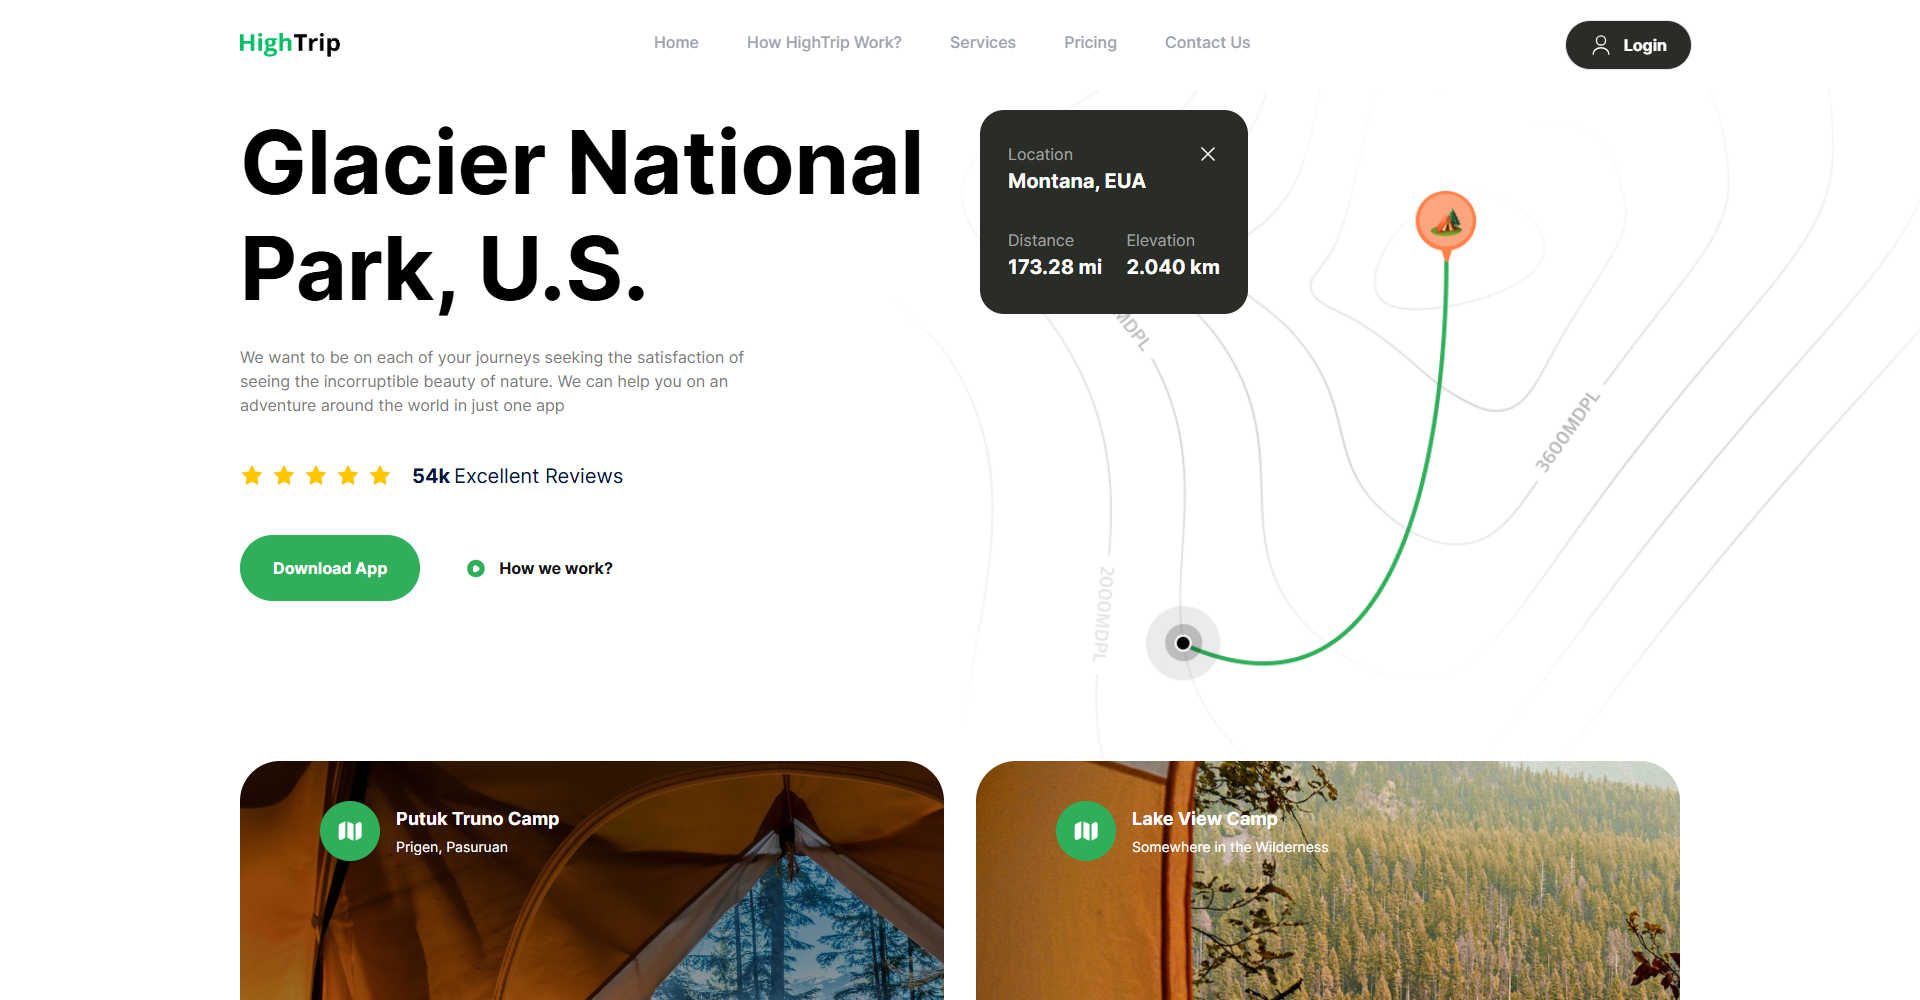 HighTrip
Home
How HighTrip Work?
Services
Pricing
Contact Us
Login
Glacier National
Park, U.S.
We want to be on each of your journeys seeking the satisfaction of
seeing the incorruptible beauty of nature. We can help you on an
adventure around the world in just one app
54k Excellent Reviews
Download App
How we work?
Location
Montana, EUA
Distance
173.28 mi
Elevation
2.040 km
MDPL
3600MDPL
2000MDPL
Putuk Truno Camp
Prigen, Pasuruan
Lake View Camp
Somewhere in the Wilderness